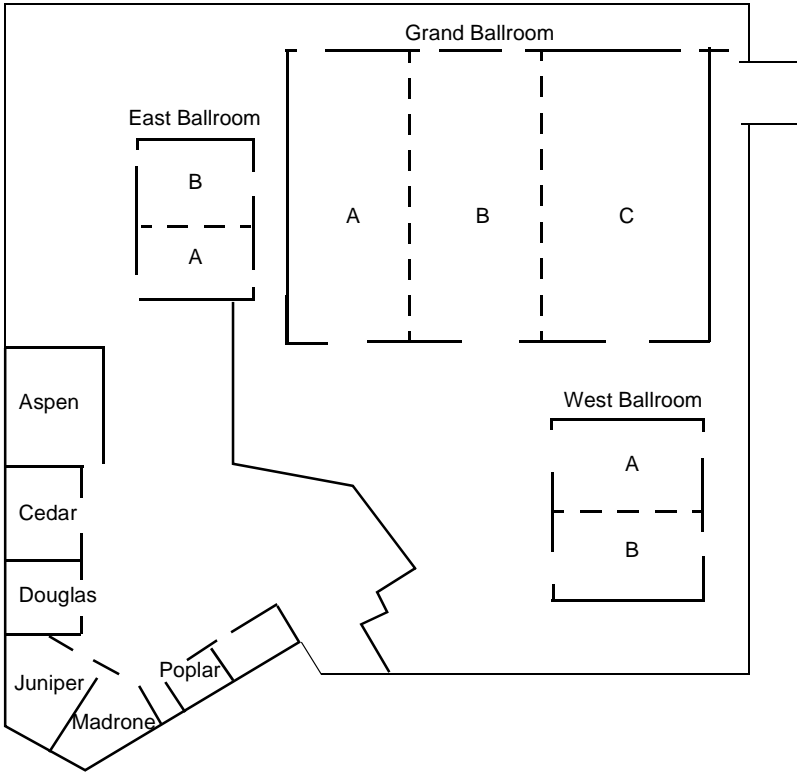 Grand Ballroom
East Ballroom
B
A
A
B
C
Aspen
West Ballroom
A
Cedar
B
Douglas
Poplar
Juniper
Madrone